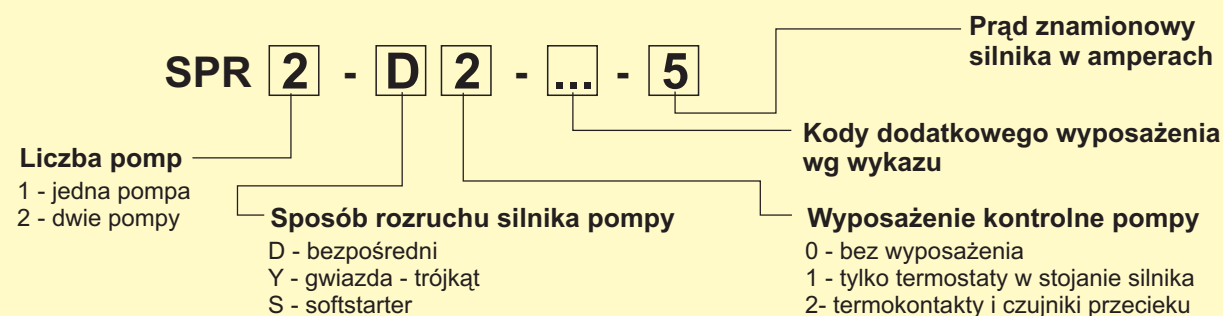 Prąd znamionowy
silnika w amperach
SPR 2 - D 2 - ... - 5
Kody dodatkowego wyposażenia
wg wykazu
Liczba pomp
1 - jedna pompa
2 - dwie pompy
Sposób rozruchu silnika pompy
D - bezpośredni
Y - gwiazda - trójkąt
S - softstarter
Wyposażenie kontrolne pompy
0 - bez wyposażenia
1 - tylko termostaty w stojanie silnika
2- termokontakty i czujniki przecieku